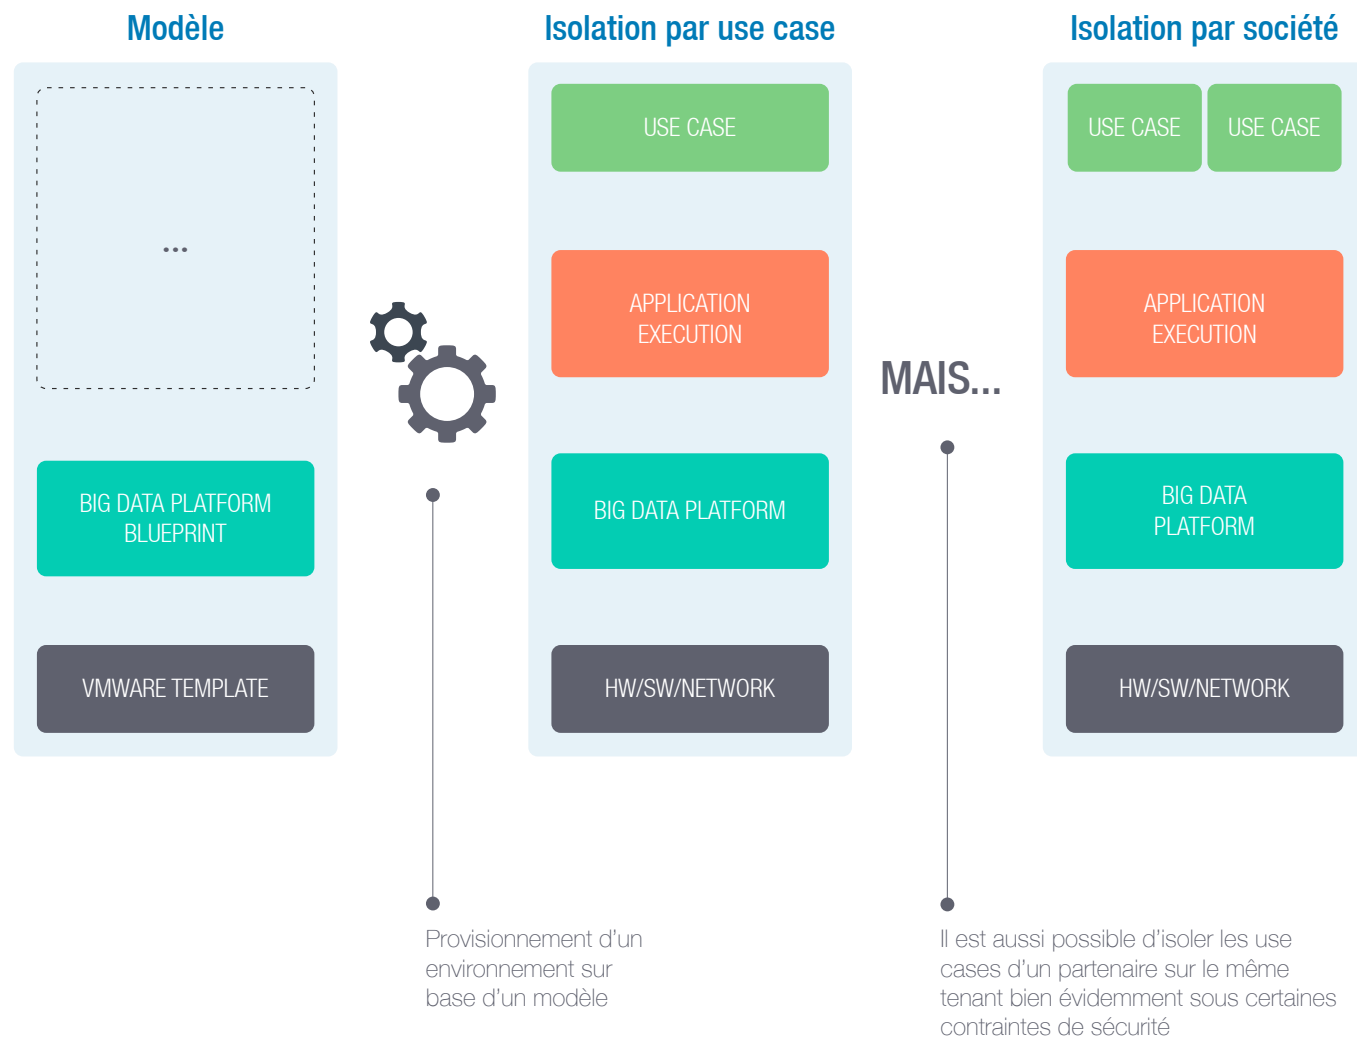 Modèle
...
BIG DATA PLATFORM
BLUEPRINT
VMWARE TEMPLATE
Isolation par use case
USE CASE
APPLICATION
EXECUTION
BIG DATA PLATFORM
HW/SW/NETWORK
MAIS...
Isolation par société
USE CASE
USE CASE
APPLICATION
EXECUTION
BIG DATA
PLATFORM
HW/SW/NETWORK
Provisionnement d’un
environnement sur
base d’un modèle
Il est aussi possible d’isoler les use
cases d’un partenaire sur le même
tenant bien évidemment sous certaines
contraintes de sécurité